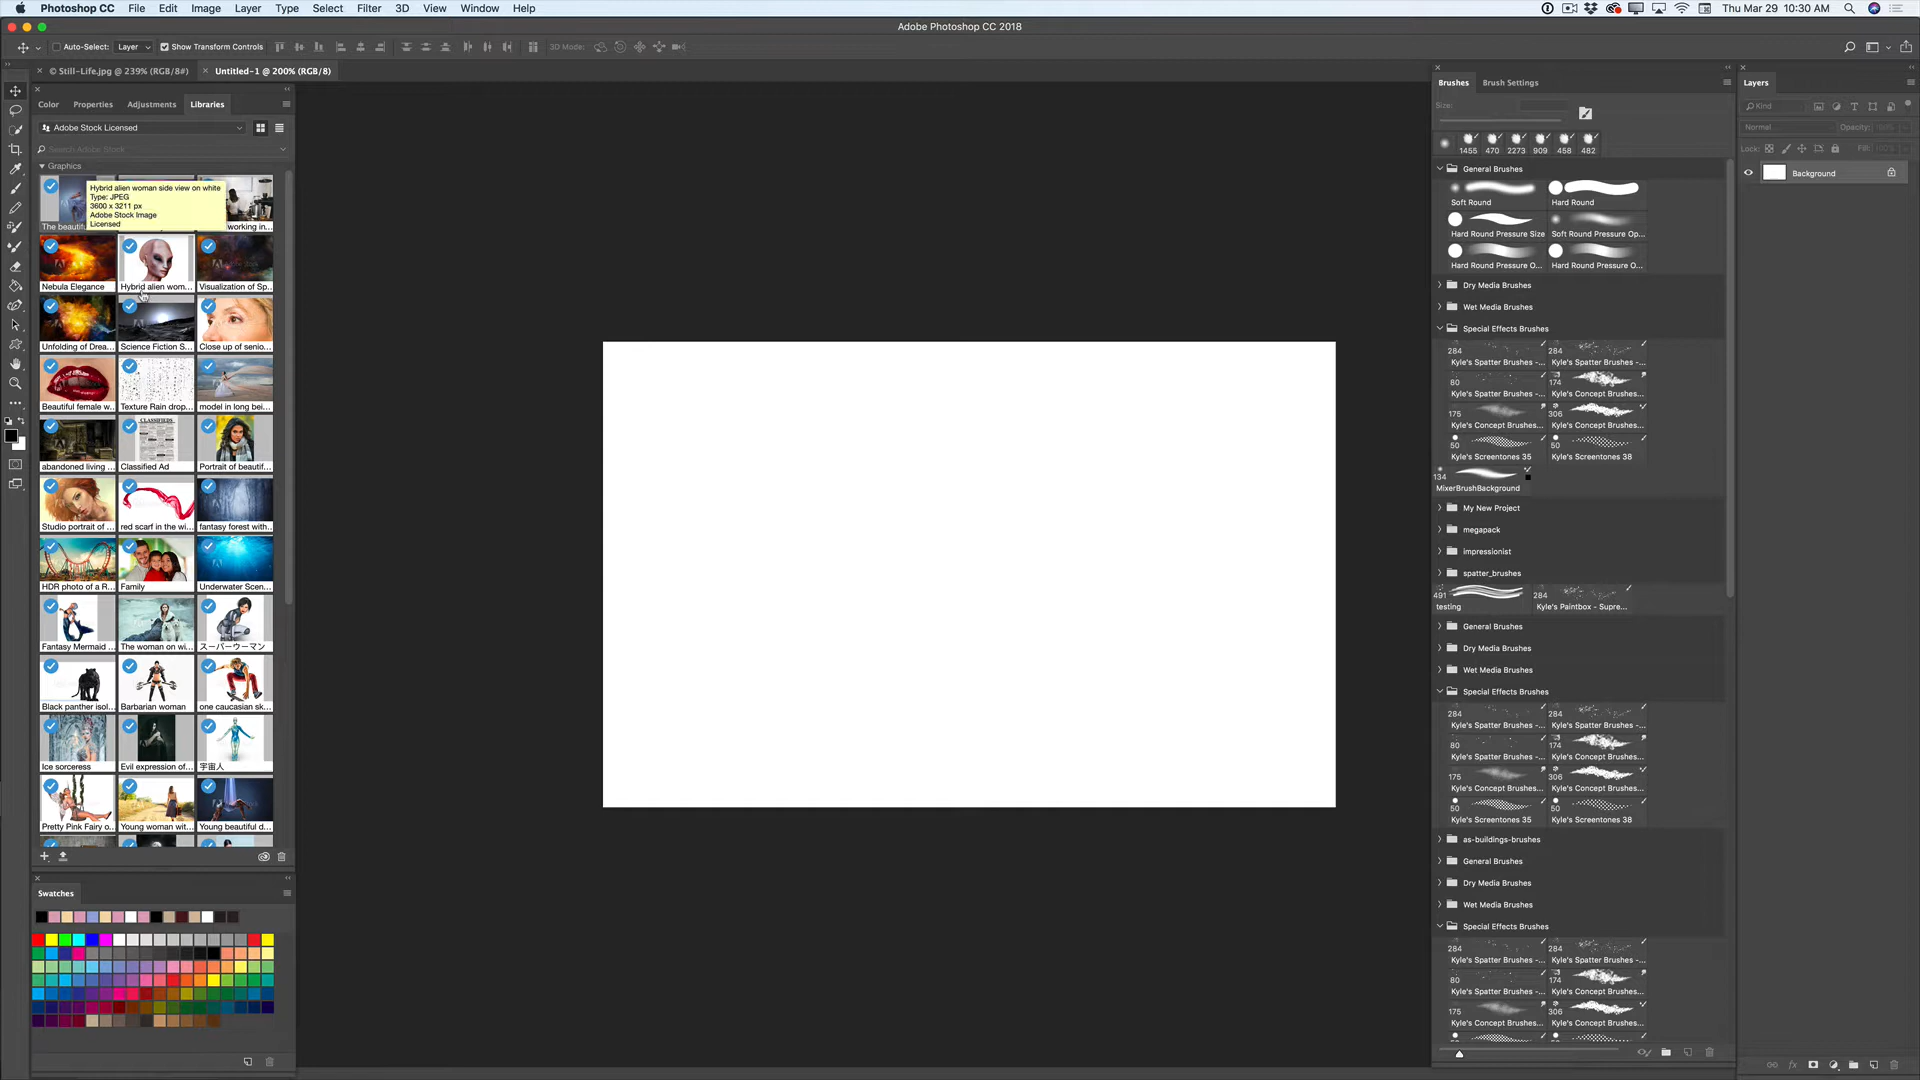 Photoshop CC File Edit Image Layer Type Select Filter 3D View Window Help
Thu Mar 29 10:30 AM
Adobe Photoshop CC 2018
Auto-Select: Layer Show Transform Controls 3D Mode:
© Still-Life.jpg @ 239% (RGB/8#) Untitled-1 @ 200% (RGB/8)
Color Properties Adjustments Libraries
Adobe Stock Licensed
Search Adobe Stock
Graphics
Hybrid alien woman side view on white
Type: JPEG
3600 x 3211 px
Adobe Stock Image
Licensed
The beautif
working in...
Nebula Elegance Hybrid alien wom... Visualization of Sp...
Unfolding of Drea... Science Fiction S... Close up of senio...
Beautiful female w... Texture Rain drop... model in long bei...
CLASSIFIEDS
abandoned living ... Classified Ad Portrait of beautif...
Studio portrait of ... red scarf in the wi... fantasy forest with...
HDR photo of a R... Family Underwater Scen...
Fantasy Mermaid ... The woman on wi... スーパーウーマン
Black panther isol... Barbarian woman one caucasian sk...
Ice sorceress Evil expression of... 宇宙人
Pretty Pink Fairy o... Young woman wit... Young beautiful d...
Swatches
Brushes Brush Settings
Size:
1455 470 2273 909 458 482
General Brushes
Soft Round Hard Round
Hard Round Pressure Size Soft Round Pressure Op...
Hard Round Pressure O... Hard Round Pressure O...
Dry Media Brushes
Wet Media Brushes
Special Effects Brushes
284 284
Kyle's Spatter Brushes -... Kyle's Spatter Brushes -...
80 174
Kyle's Spatter Brushes -... Kyle's Concept Brushes...
175 306
Kyle's Concept Brushes... Kyle's Concept Brushes...
50 50
Kyle's Screentones 35 Kyle's Screentones 38
134
MixerBrushBackground
My New Project
megapack
impressionist
spatter_brushes
491 284
testing Kyle's Paintbox - Supre...
General Brushes
Dry Media Brushes
Wet Media Brushes
Special Effects Brushes
284 284
Kyle's Spatter Brushes -... Kyle's Spatter Brushes -...
80 174
Kyle's Spatter Brushes -... Kyle's Concept Brushes...
175 306
Kyle's Concept Brushes... Kyle's Concept Brushes...
50 50
Kyle's Screentones 35 Kyle's Screentones 38
as-buildings-brushes
General Brushes
Dry Media Brushes
Wet Media Brushes
Special Effects Brushes
284 284
Kyle's Spatter Brushes -... Kyle's Spatter Brushes -...
80 174
Kyle's Spatter Brushes -... Kyle's Concept Brushes...
175 306
Kyle's Concept Brushes... Kyle's Concept Brushes...
Layers
Kind
Normal Opacity:
Lock: Fill:
Background
fx